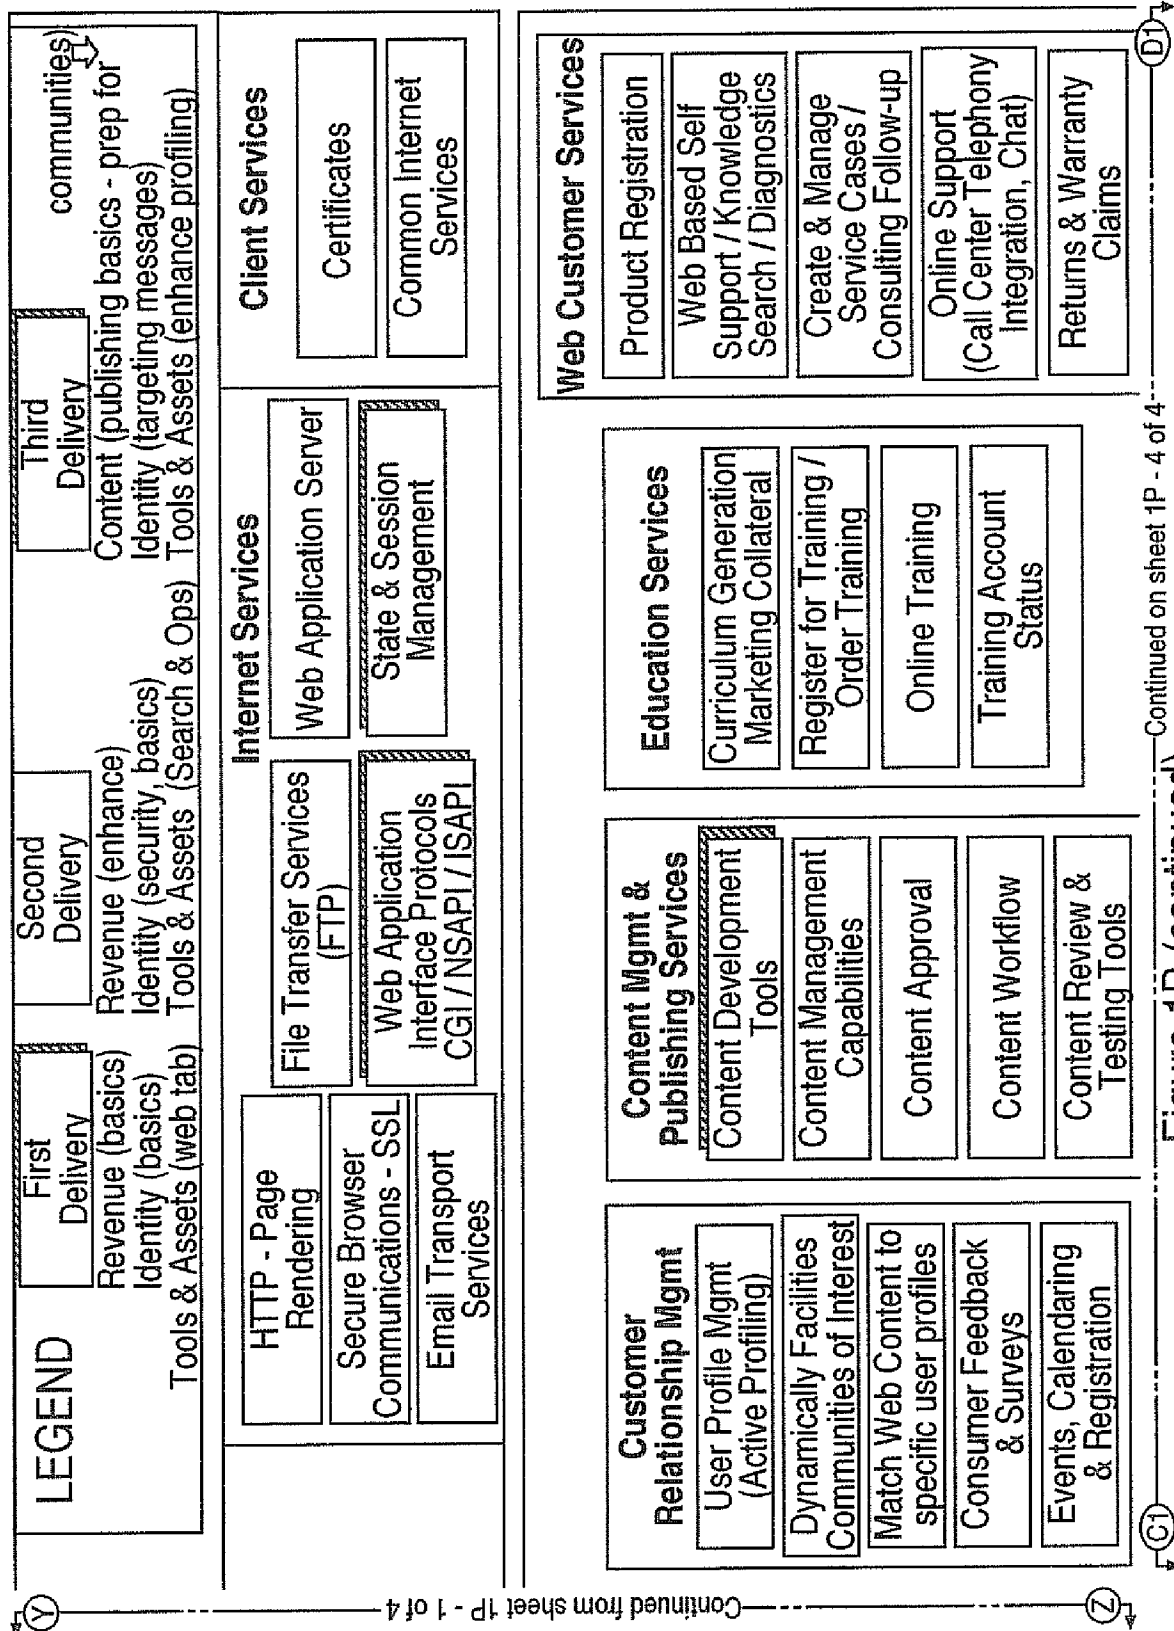 LEGEND
First
Delivery
Revenue (basics)
Identity (basics)
Tools & Assets (web tab)
Second
Delivery
Revenue (enhance)
Identity (security, basics)
Tools & Assets (Search & Ops)
Third
Delivery
Content (publishing basics - prep for
communities)
Identity (targeting messages)
Tools & Assets (enhance profiling)
Internet Services
HTTP - Page
Rendering
Secure Browser
Communications - SSL
Email Transport
Services
File Transfer Services
(FTP)
Web Application
Interface Protocols
CGI / NSAPI / ISAPI
Web Application Server
State & Session
Management
Client Services
Certificates
Common Internet
Services
Customer
Relationship Mgmt
User Profile Mgmt
(Active Profiling)
Dynamically Facilities
Communities of Interest
Match Web Content to
specific user profiles
Consumer Feedback
& Surveys
Events, Calendaring
& Registration
Content Mgmt &
Publishing Services
Content Development
Tools
Content Management
Capabilities
Content Approval
Content Workflow
Content Review &
Testing Tools
Education Services
Curriculum Generation
Marketing Collateral
Register for Training /
Order Training
Online Training
Training Account
Status
Web Customer Services
Product Registration
Web Based Self
Support / Knowledge
Search / Diagnostics
Create & Manage
Service Cases /
Consulting Follow-up
Online Support
(Call Center Telephony
Integration, Chat)
Returns & Warranty
Claims
Y
Continued from sheet 1P - 1 of 4
Z
C1
Continued on sheet 1P - 4 of 4
D1
Figure 1P (continued)